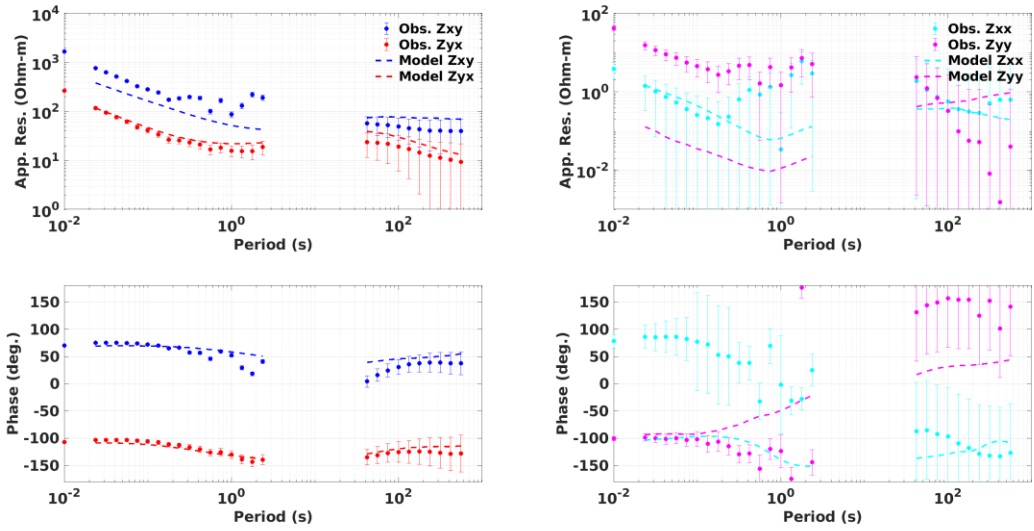 10^4
10^3
10^2
10^1
10^0
App. Res. (Ohm-m)
Obs. Zxy
Obs. Zyx
Model Zxy
Model Zyx
10^-2
10^0
10^2
Period (s)
10^2
10^0
10^-2
App. Res. (Ohm-m)
Obs. Zxx
Obs. Zyy
Model Zxx
Model Zyy
10^-2
10^0
10^2
Period (s)
150
100
50
0
-50
-100
-150
Phase (deg.)
10^-2
10^0
10^2
Period (s)
150
100
50
0
-50
-100
-150
Phase (deg.)
10^-2
10^0
10^2
Period (s)